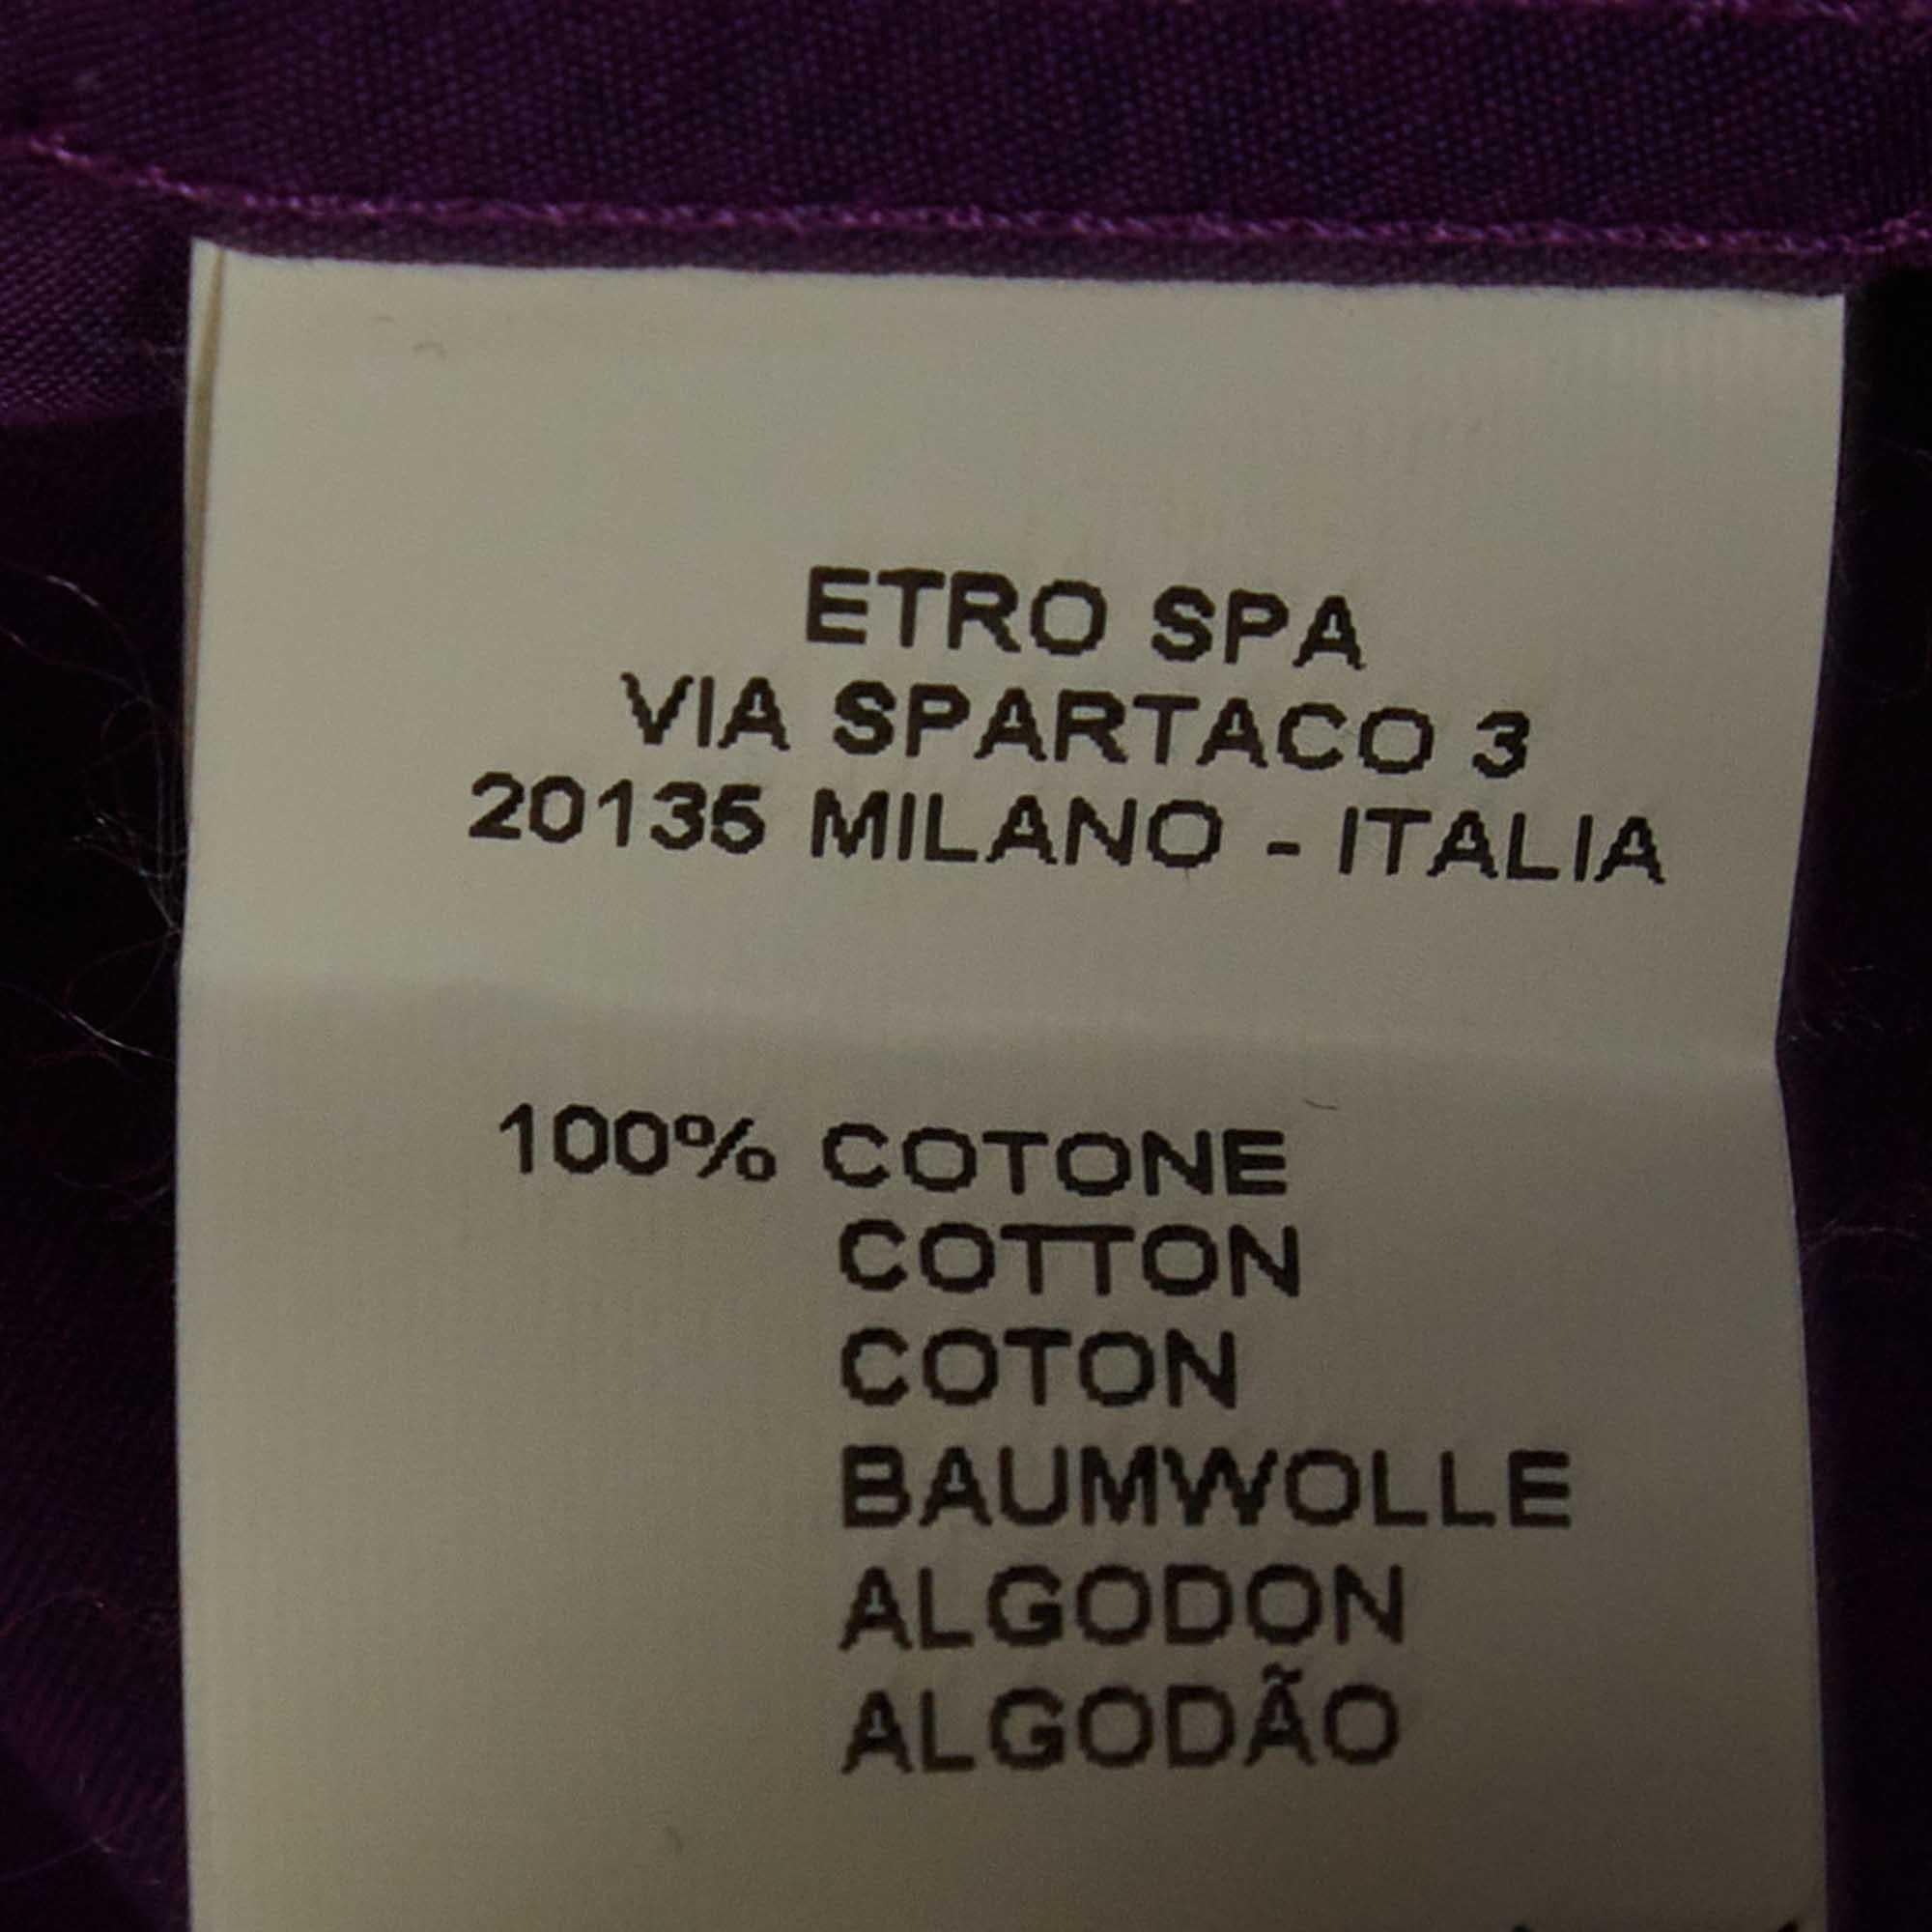 ETRO SPA
VIA SPARTACO 3
20135 MILANO - ITALIA
100% COTONE
COTTON
COTON
BAUMWOLLE
ALGODON
ALGODÃO